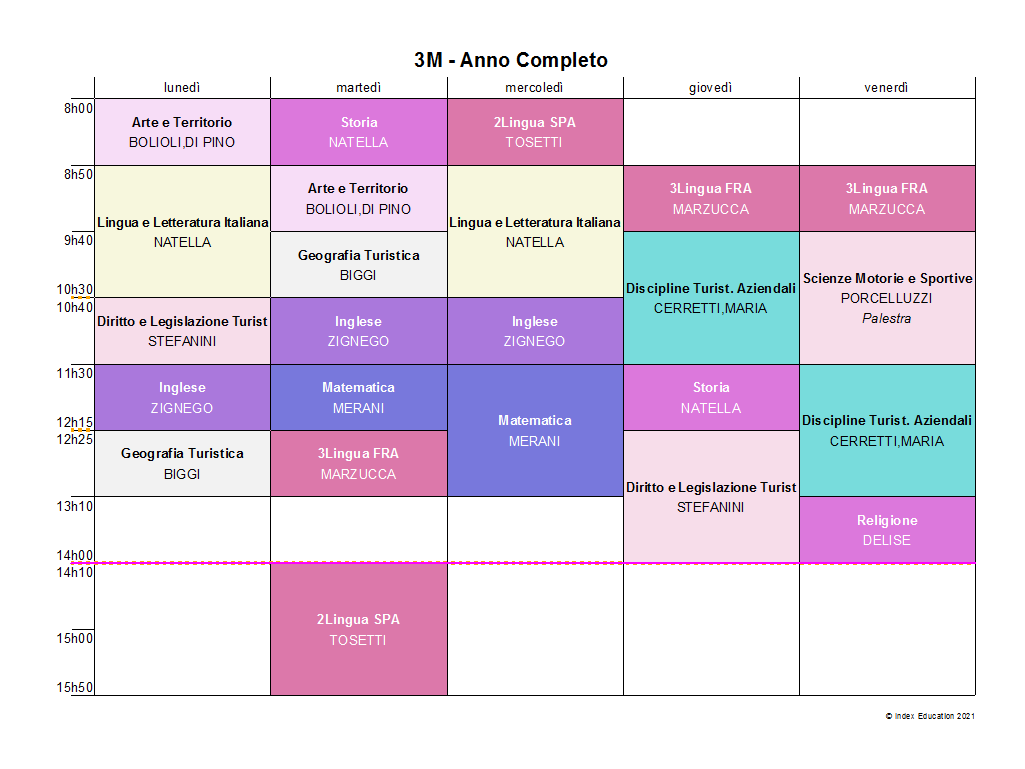 3M - Anno Completo
lunedì
martedì
mercoledì
giovedì
venerdì
8h00
Arte e Territorio
BOLIOLI,DI PINO
Storia
NATELLA
2Lingua SPA
TOSETTI
8h50
Lingua e Letteratura Italiana
NATELLA
Arte e Territorio
BOLIOLI,DI PINO
Lingua e Letteratura Italiana
NATELLA
3Lingua FRA
MARZUCCA
3Lingua FRA
MARZUCCA
9h40
Geografia Turistica
BIGGI
Discipline Turist. Aziendali
CERRETTI,MARIA
Scienze Motorie e Sportive
PORCELLUZZI
Palestra
10h30
10h40
Diritto e Legislazione Turist
STEFANINI
Inglese
ZIGNEGO
Inglese
ZIGNEGO
11h30
Inglese
ZIGNEGO
Matematica
MERANI
Matematica
MERANI
Storia
NATELLA
Discipline Turist. Aziendali
CERRETTI,MARIA
12h15
12h25
Geografia Turistica
BIGGI
3Lingua FRA
MARZUCCA
Diritto e Legislazione Turist
STEFANINI
13h10
Religione
DELISE
14h00
14h10
2Lingua SPA
TOSETTI
15h00
15h50
© Index Education 2021